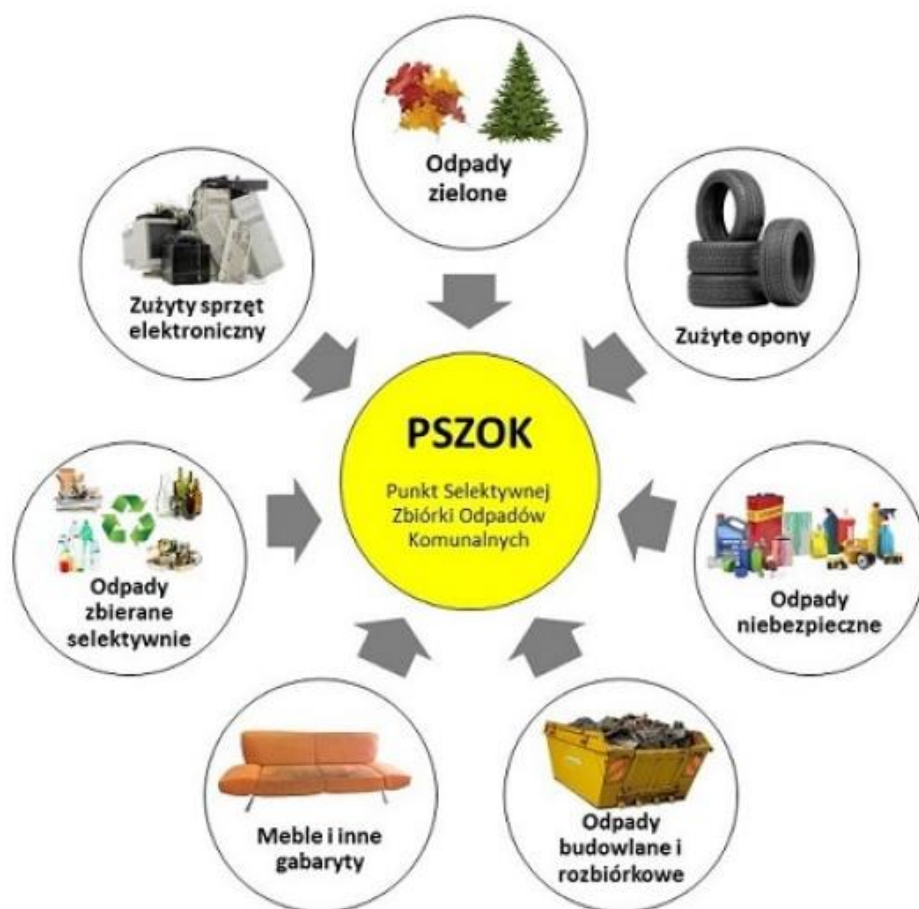 Odpady
zielone
Zużyty sprzęt
elektroniczny
Zużyte opony
PSZOK
Punkt Selektywnej
Zbiórki Odpadów
Komunalnych
Odpady
zbierane
selektywnie
Odpady
niebezpieczne
Meble i inne
gabaryty
Odpady
budowlane i
rozbiórkowe